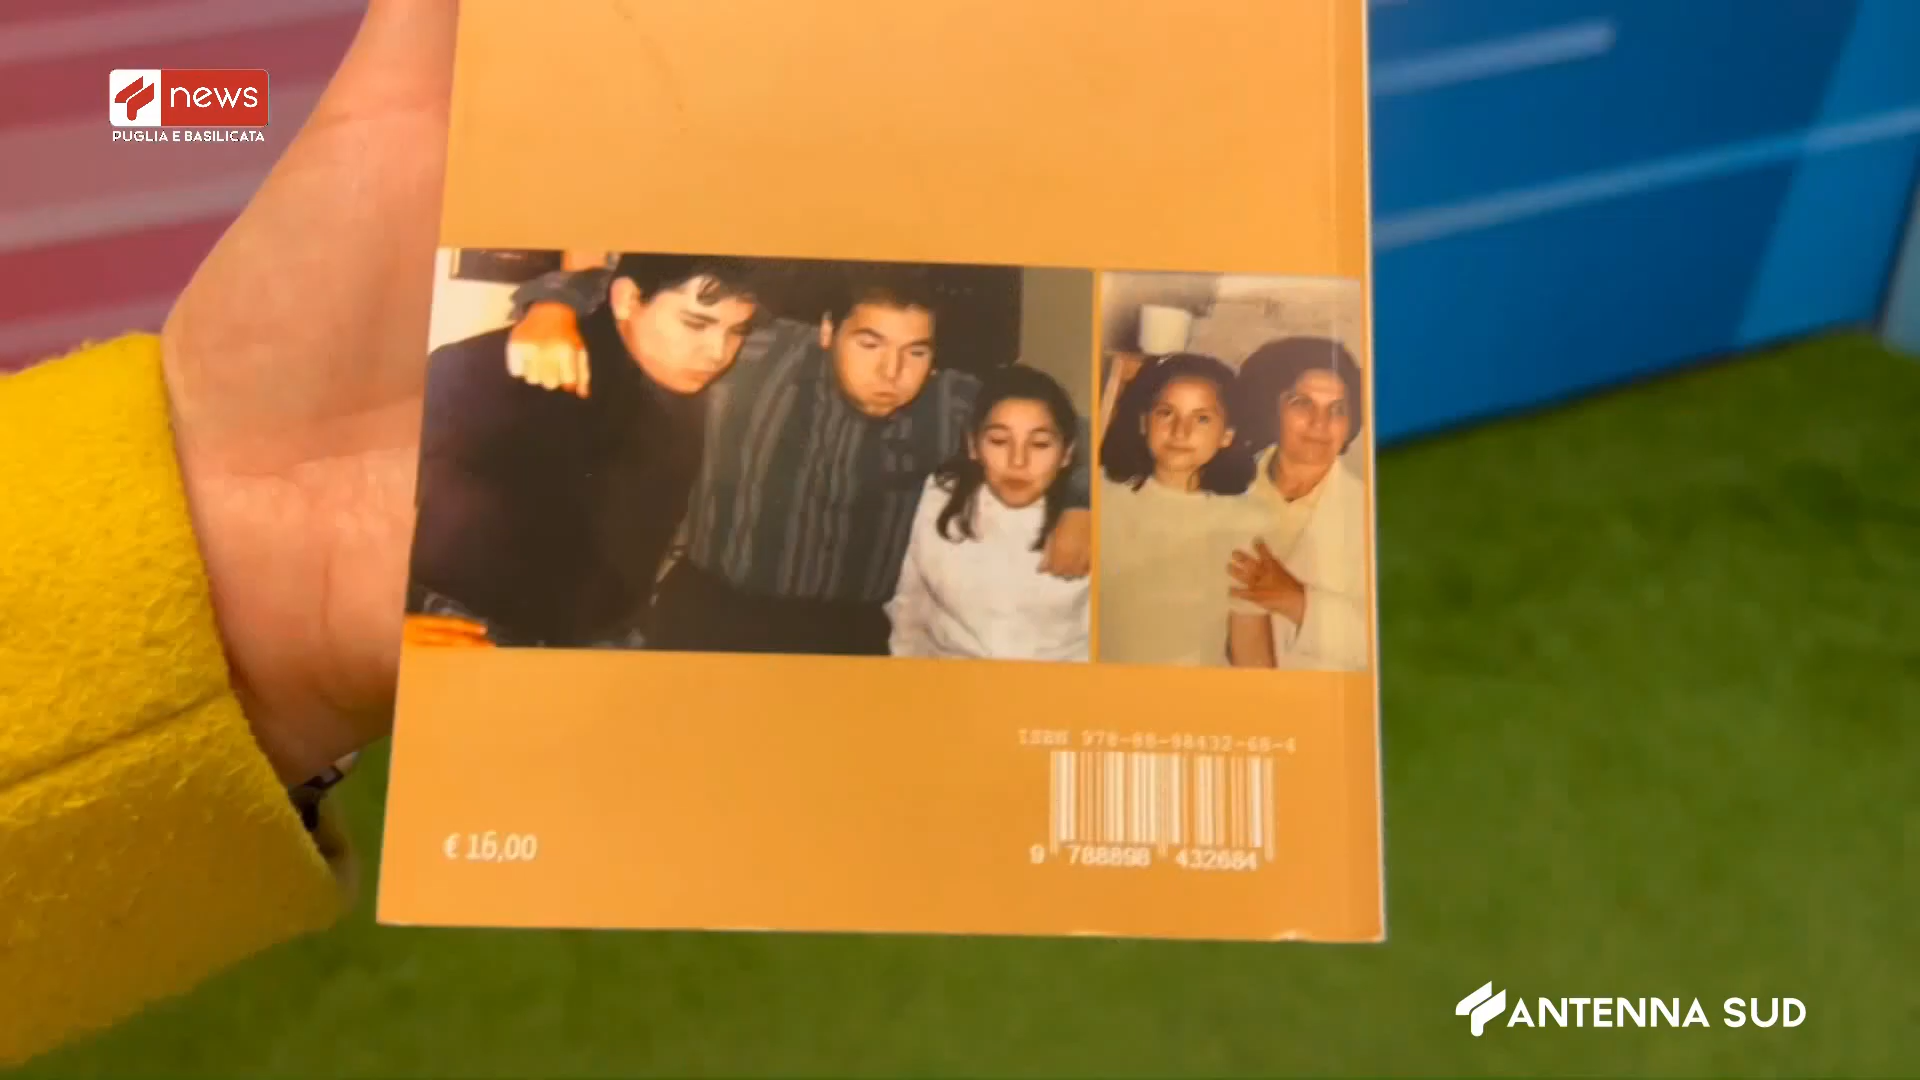 news
PUGLIA E BASILICATA
ISBN 978-88-98432-68-4
9 788898 432684
€ 16,00
ANTENNA SUD